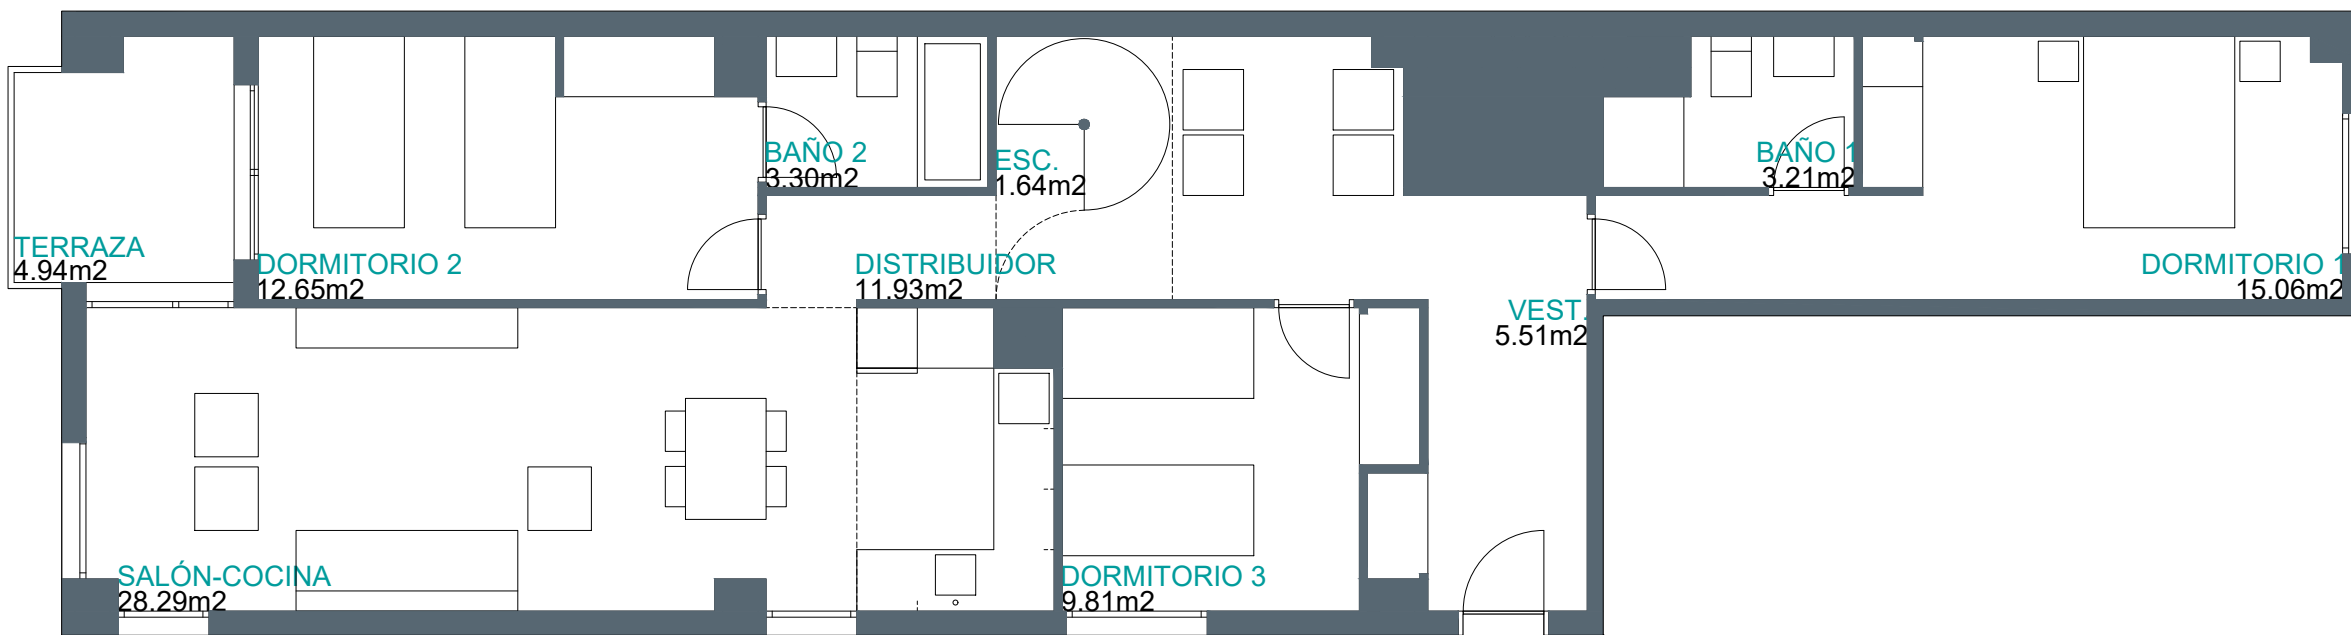 BAÑO 2
3.30m2
ESC.
1.64m2
BAÑO 1
3.21m2
TERRAZA
4.94m2
DORMITORIO 2
12.65m2
DISTRIBUIDOR
11.93m2
DORMITORIO 1
15.06m2
VEST.
5.51m2
SALÓN-COCINA
28.29m2
DORMITORIO 3
9.81m2